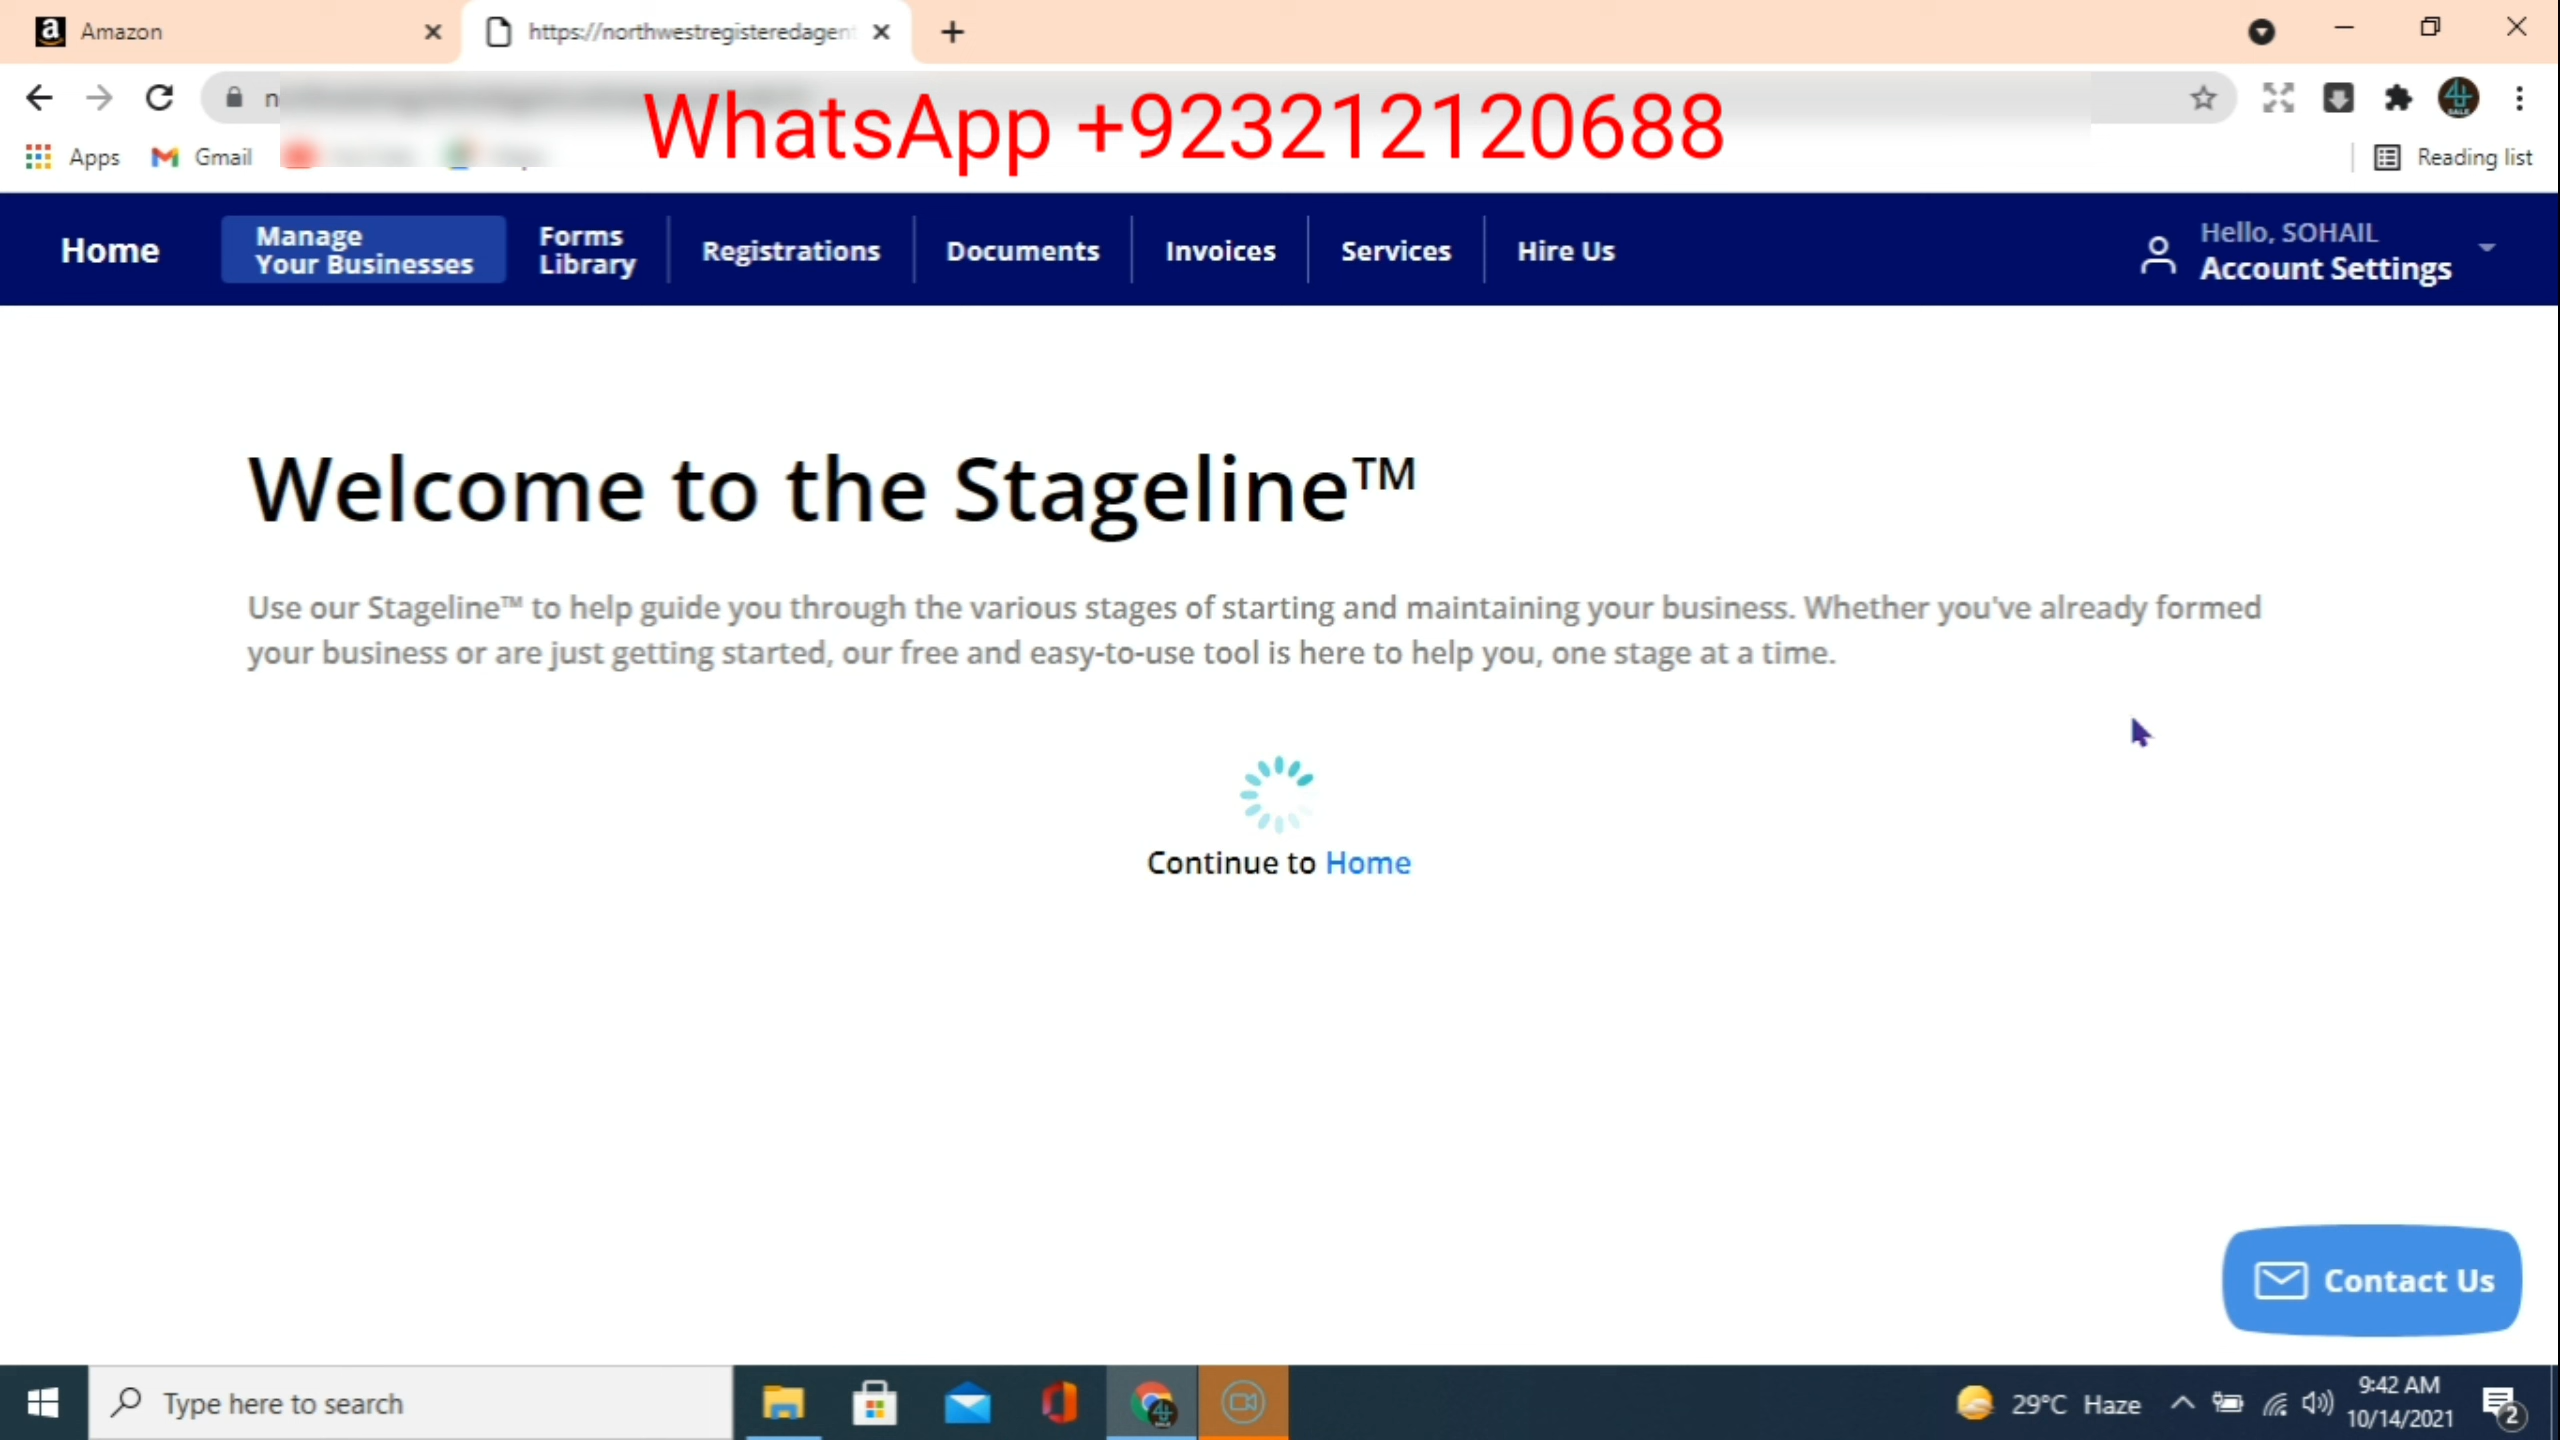 Amazon
https://northwestregisteredagent
WhatsApp +923212120688
Apps
Gmail
Reading list
Home
Manage
Your Businesses
Forms
Library
Registrations
Documents
Invoices
Services
Hire Us
Hello, SOHAIL
Account Settings
Welcome to the Stageline™
Use our Stageline™ to help guide you through the various stages of starting and maintaining your business. Whether you've already formed
your business or are just getting started, our free and easy-to-use tool is here to help you, one stage at a time.
Continue to Home
Contact Us
Type here to search
29°C Haze
9:42 AM
10/14/2021
2